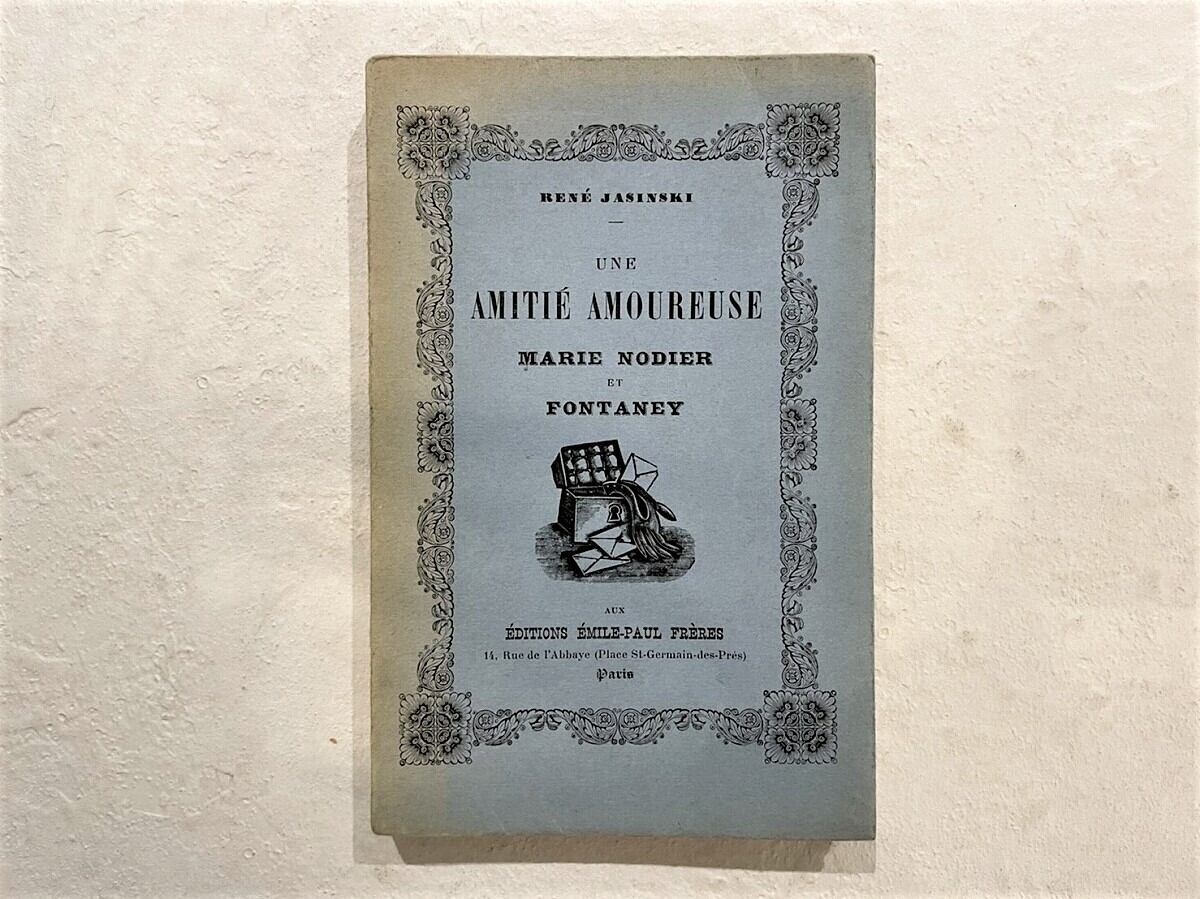 RENÉ JASINSKI
UNE
AMITIÉ AMOUREUSE
MARIE NODIER
ET
FONTANEY
AUX
ÉDITIONS ÉMILE-PAUL FRÈRES
14, Rue de l'Abbaye (Place St-Germain-des-Prés)
Paris